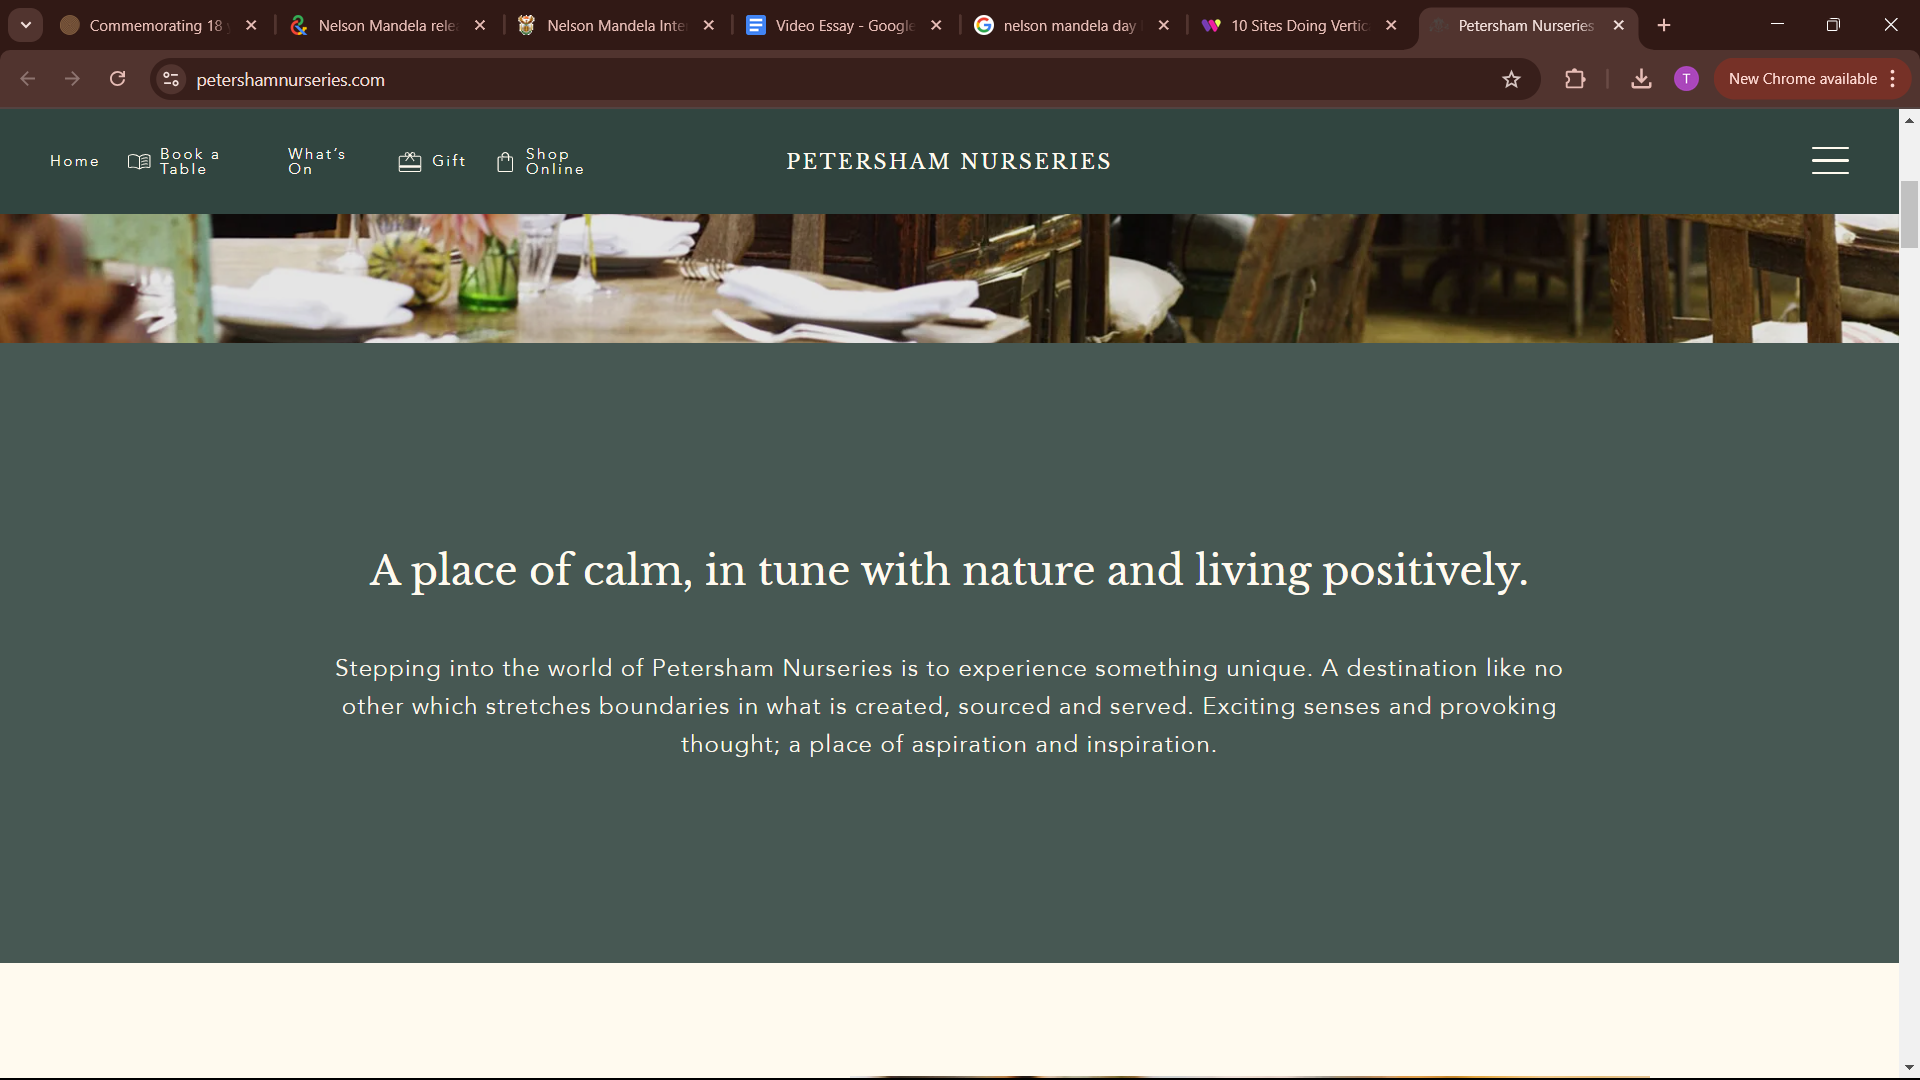 Commemorating 18
Nelson Mandela rele
Nelson Mandela Inte
Video Essay - Google
nelson mandela day
10 Sites Doing Vertic
Petersham Nurseries
petershamnurseries.com
T
New Chrome available
Home
Book a
Table
What's
On
Gift
Shop
Online
PETERSHAM NURSERIES
A place of calm, in tune with nature and living positively.
Stepping into the world of Petersham Nurseries is to experience something unique. A destination like no
other which stretches boundaries in what is created, sourced and served. Exciting senses and provoking
thought; a place of aspiration and inspiration.